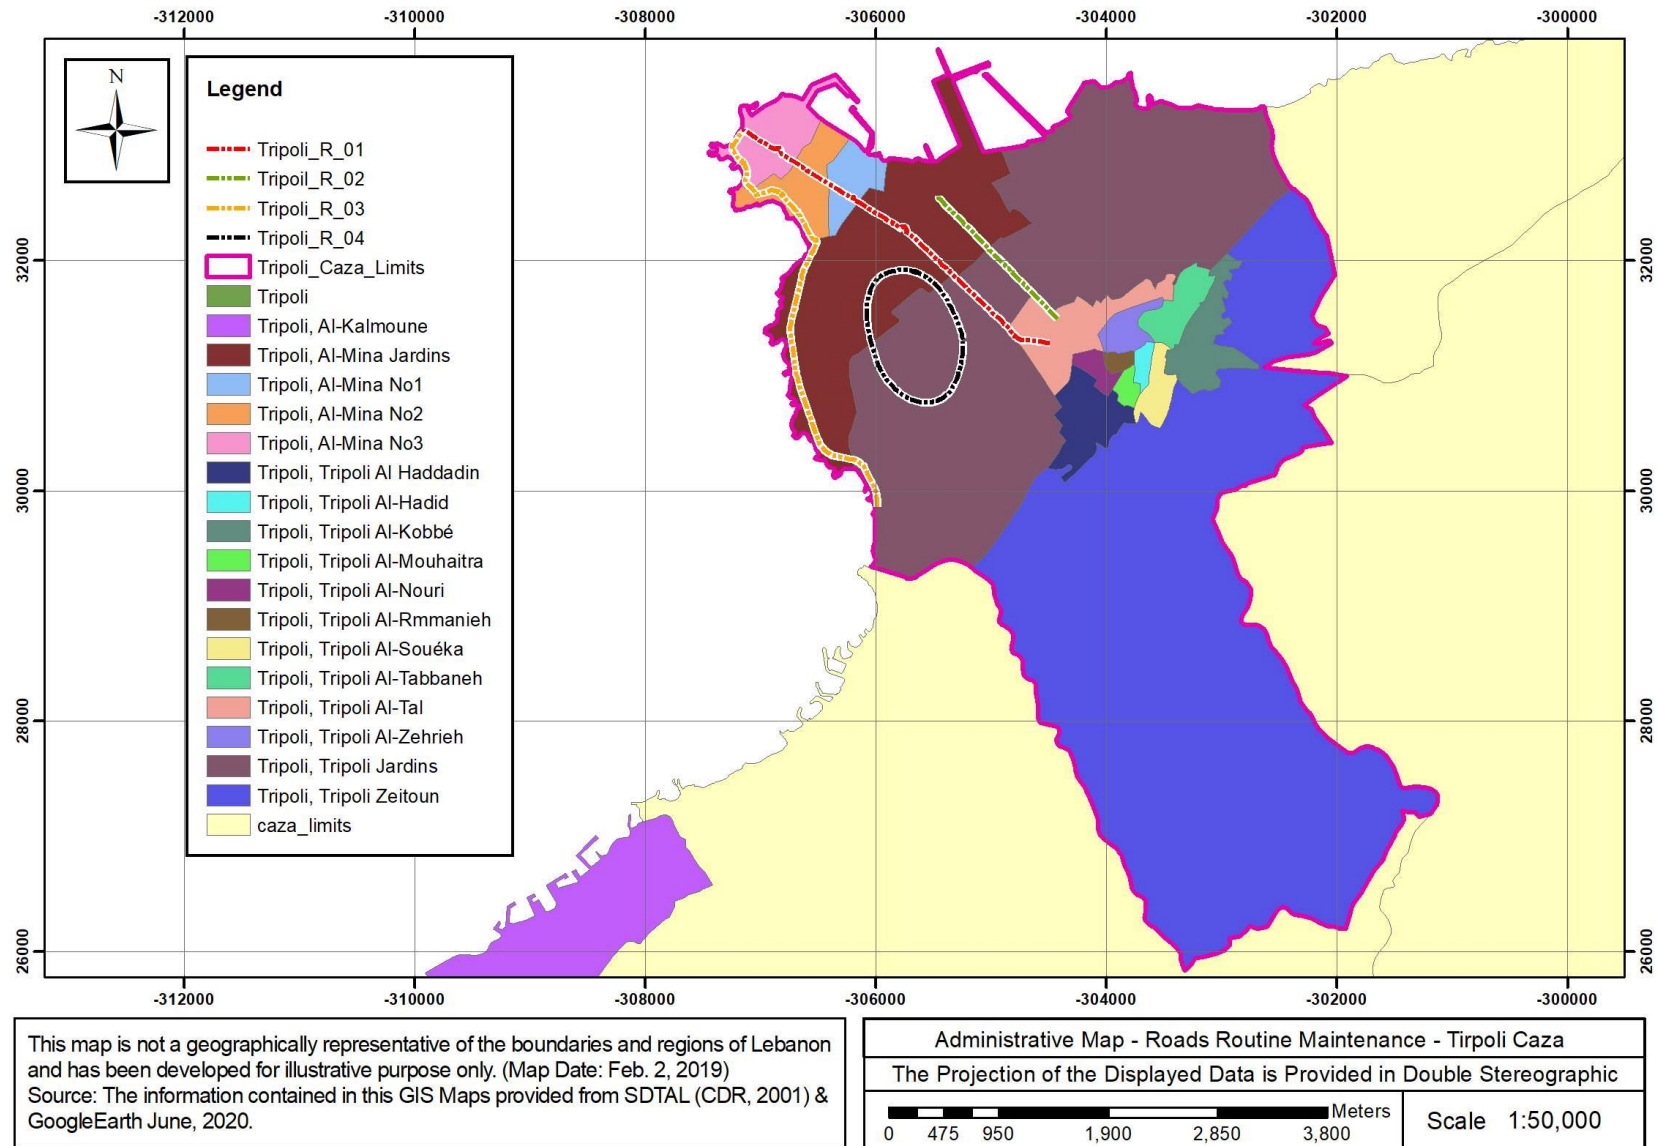 -312000 -310000 -308000 -306000 -304000 -302000 -300000
N
Legend
Tripoli_R_01
Tripoil_R_02
Tripoli_R_03
Tripoli_R_04
Tripoli_Caza_Limits
Tripoli
Tripoli, Al-Kalmoune
Tripoli, Al-Mina Jardins
Tripoli, Al-Mina No1
Tripoli, Al-Mina No2
Tripoli, Al-Mina No3
Tripoli, Tripoli Al Haddadin
Tripoli, Tripoli Al-Hadid
Tripoli, Tripoli Al-Kobbé
Tripoli, Tripoli Al-Mouhaitra
Tripoli, Tripoli Al-Nouri
Tripoli, Tripoli Al-Rmmanieh
Tripoli, Tripoli Al-Souéka
Tripoli, Tripoli Al-Tabbaneh
Tripoli, Tripoli Al-Tal
Tripoli, Tripoli Al-Zehrieh
Tripoli, Tripoli Jardins
Tripoli, Tripoli Zeitoun
caza_limits
32000 32000
30000 30000
28000 28000
26000 26000
-312000 -310000 -308000 -306000 -304000 -302000 -300000
This map is not a geographically representative of the boundaries and regions of Lebanon
and has been developed for illustrative purpose only. (Map Date: Feb. 2, 2019)
Source: The information contained in this GIS Maps provided from SDTAL (CDR, 2001) &
GoogleEarth June, 2020.
Administrative Map - Roads Routine Maintenance - Tirpoli Caza
The Projection of the Displayed Data is Provided in Double Stereographic
Meters
0 475 950 1,900 2,850 3,800
Scale 1:50,000